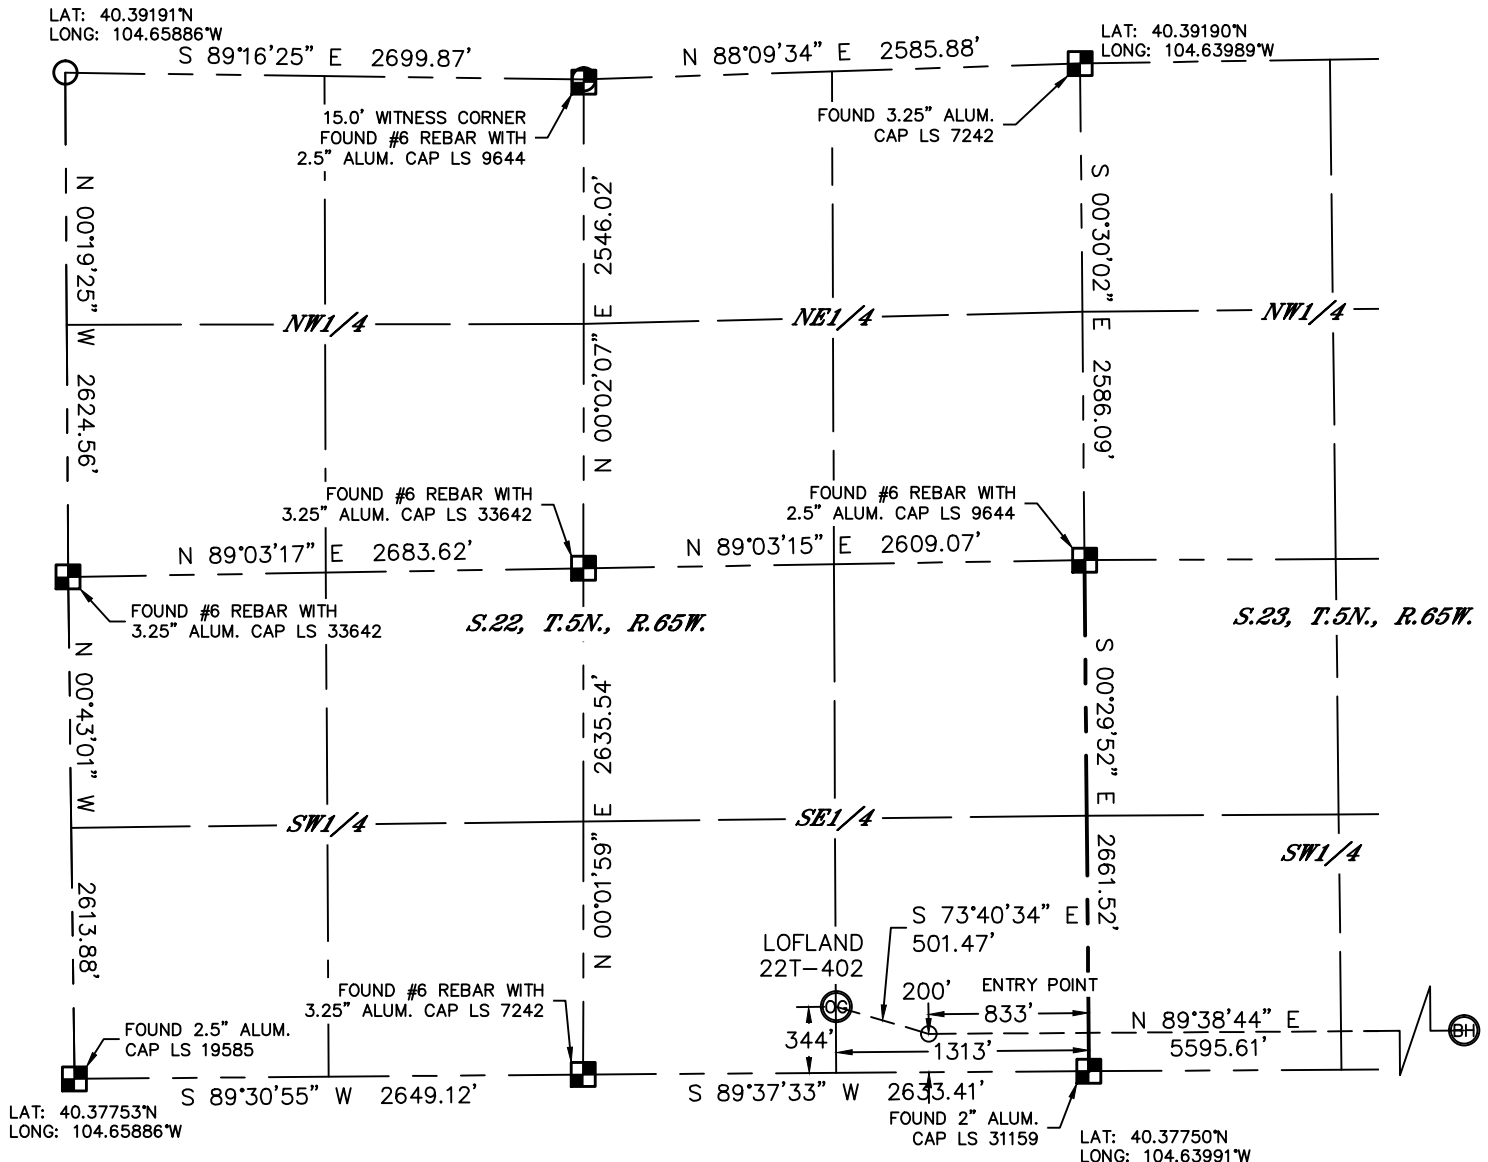 LAT: 40.39191°N
LONG: 104.65886°W
S 89°16'25" E 2699.87'
N 88°09'34" E 2585.88'
LAT: 40.39190°N
LONG: 104.63989°W
15.0' WITNESS CORNER
FOUND #6 REBAR WITH
2.5" ALUM. CAP LS 9644
FOUND 3.25" ALUM.
CAP LS 7242
N 00°19'25" W 2624.56'
N 00°02'07" E 2546.02'
S 00°30'02" E 2586.09'
NW1/4
NE1/4
NW1/4
FOUND #6 REBAR WITH
3.25" ALUM. CAP LS 33642
FOUND #6 REBAR WITH
2.5" ALUM. CAP LS 9644
N 89°03'17" E 2683.62'
N 89°03'15" E 2609.07'
FOUND #6 REBAR WITH
3.25" ALUM. CAP LS 33642
S.22, T.5N., R.65W.
S.23, T.5N., R.65W.
N 00°43'01" W 2613.88'
N 00°01'59" E 2635.54'
S 00°29'52" E 2661.52'
SW1/4
SE1/4
SW1/4
S 73°40'34" E
501.47'
LOFLAND
22T-402
OG
200'
ENTRY POINT
833'
344'
1313'
N 89°38'44" E
5595.61'
BH
FOUND #6 REBAR WITH
3.25" ALUM. CAP LS 7242
FOUND 2.5" ALUM.
CAP LS 19585
S 89°30'55" W 2649.12'
S 89°37'33" W 2633.41'
FOUND 2" ALUM.
CAP LS 31159
LAT: 40.37753°N
LONG: 104.65886°W
LAT: 40.37750°N
LONG: 104.63991°W